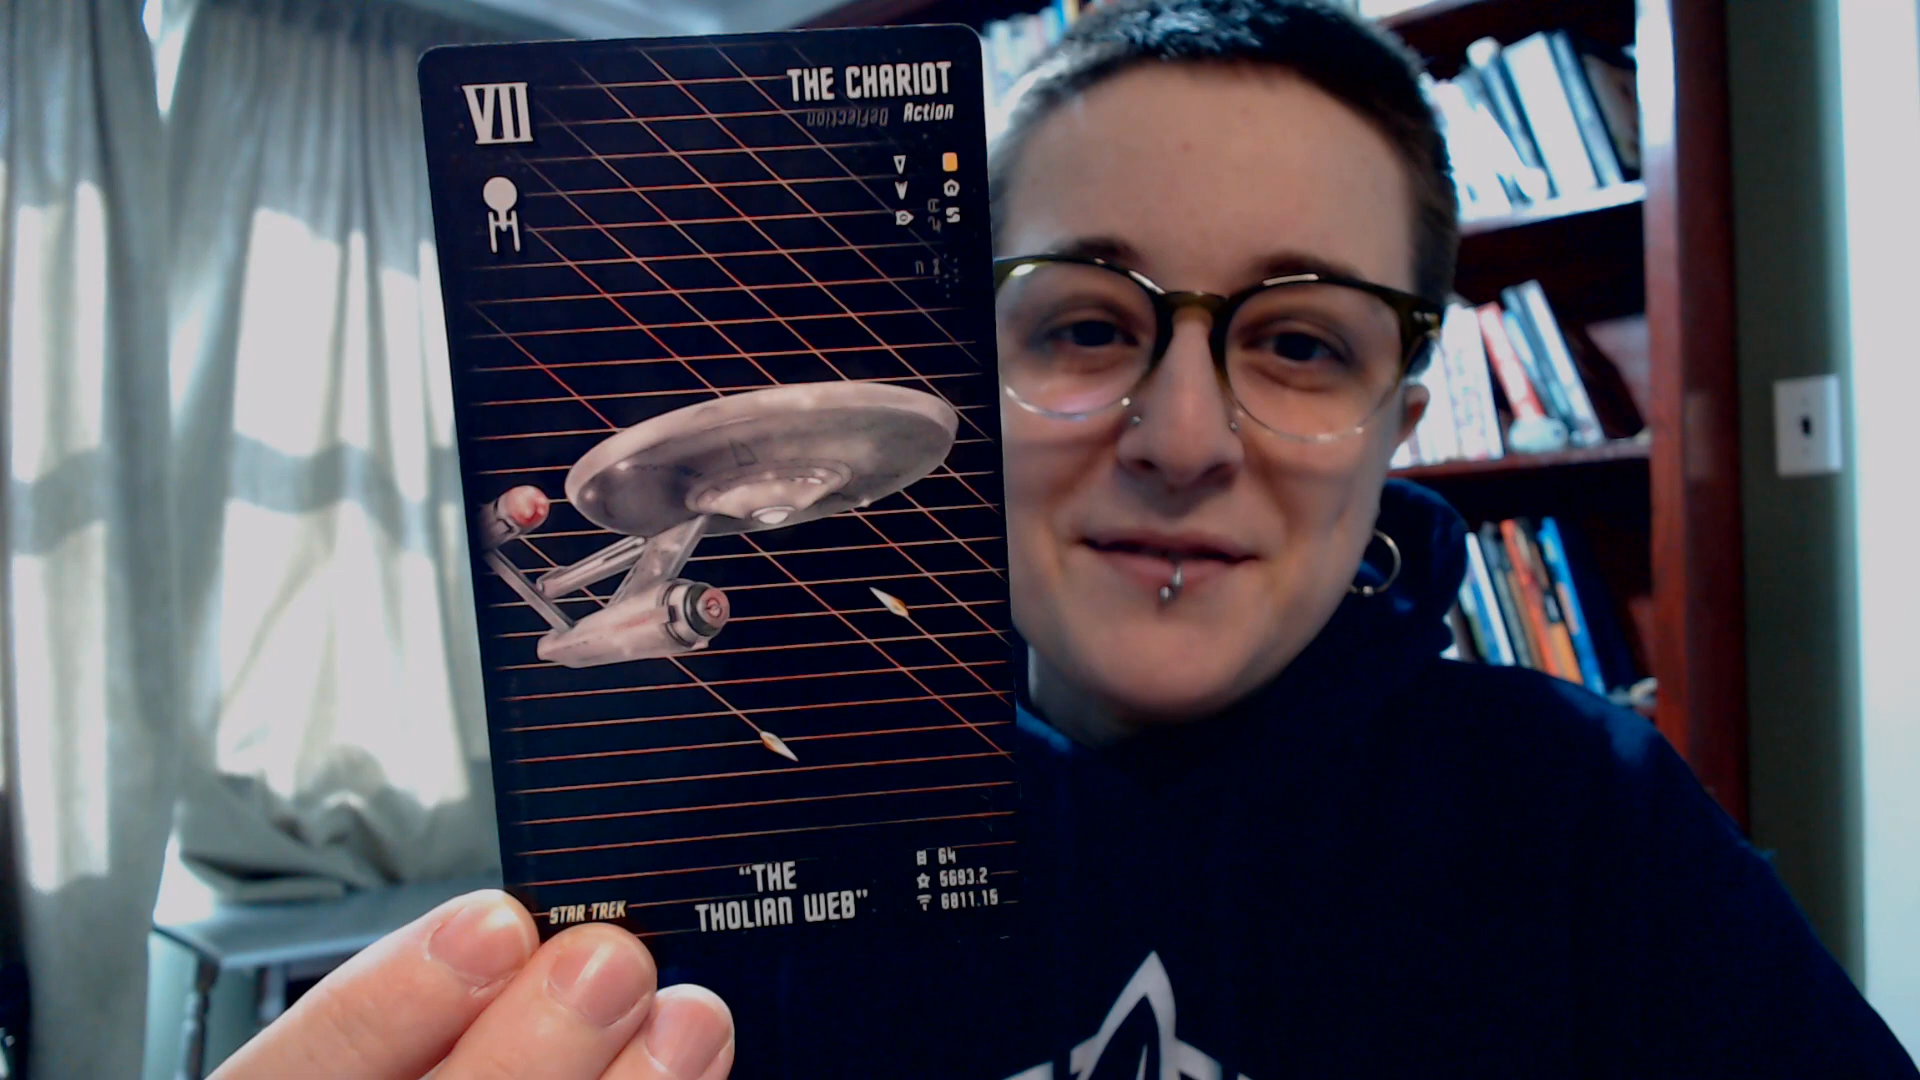 VII
THE CHARIOT
Deflection Action
64
5693.2
6811.15
STAR TREK
"THE
THOLIAN WEB"